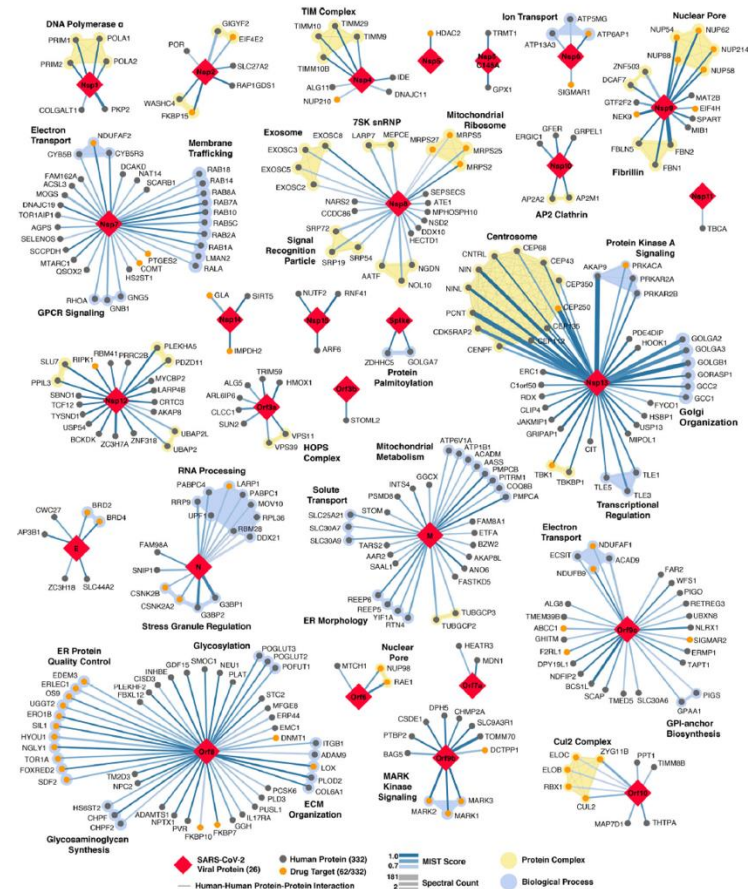 DNA Polymerase α
PRIM1
POLA1
PRIM2
POLA2
Nsp1
COLGALT1
PKP2
GIGYF2
EIF4E2
POR
Nsp2
SLC27A2
RAP1GDS1
WASHC4
FKBP15
TIM Complex
TIMM10
TIMM29
TIMM9
TIMM10B
Nsp4
IDE
ALG11
DNAJC11
NUP210
HDAC2
Nsp5
TRMT1
Nsp5
C145A
GPX1
Ion Transport
ATP5MG
ATP6AP1
ATP13A3
Nsp6
SIGMAR1
Nuclear Pore
NUP54
NUP62
NUP214
NUP88
NUP58
ZNF503
DCAF7
Nsp9
MAT2B
GTF2F2
EIF4H
NEK9
SPART
MIB1
FBLN5
FBN2
FBN1
Fibrillin
Electron
Transport
NDUFAF2
CYB5B
CYB5R3
Membrane
Trafficking
DCAKD
NAT14
FAM162A
SCARB1
ACSL3
MOGS
DNAJC19
TOR1AIP1
AGPS
SELENOS
SCCPDH
MTARC1
QSOX2
Nsp7
RAB18
RAB14
RAB8A
RAB7A
RAB10
RAB5C
RAB2A
RAB1A
LMAN2
RALA
PTGES2
COMT
HS2ST1
RHOA
GNG5
GNB1
GPCR Signaling
Exosome
EXOSC8
EXOSC3
EXOSC5
EXOSC2
7SK snRNP
LARP7
MEPCE
Mitochondrial
Ribosome
MRPS27
MRPS5
MRPS25
MRPS2
Nsp8
NARS2
CCDC86
SEPSECS
ATE1
MPHOSPH10
NSD2
DDX10
HECTD1
SRP72
SRP54
SRP19
Signal
Recognition
Particle
AATF
NGDN
NOL10
GFER
ERGIC1
GRPEL1
Nsp10
AP2A2
AP2M1
AP2 Clathrin
Nsp11
TBCA
Centrosome
CEP68
CNTRL
CEP43
NIN
CEP350
NINL
CEP250
PCNT
CEP135
CDK5RAP2
CEP112
CENPF
Protein Kinase A
Signaling
AKAP9
PRKACA
PRKAR2A
PRKAR2B
PDE4DIP
HOOK1
GOLGA2
GOLGA3
GOLGB1
GORASP1
GCC2
GCC1
Golgi
Organization
Nsp13
ERC1
C1orf50
RDX
CLIP4
JAKMIP1
GRIPAP1
FYCO1
HSBP1
USP13
MIPOL1
CIT
TBK1
TBKBP1
TLE1
TLE5
TLE3
Transcriptional
Regulation
GLA
SIRT5
Nsp14
IMPDH2
NUTF2
RNF41
Nsp15
ARF6
Spike
ZDHHC5
GOLGA7
Protein
Palmitoylation
PLEKHA5
PRRC2B
RBM41
RIPK1
SLU7
PDZD11
PPIL3
MYCBP2
LARP4B
CRTC3
AKAP8
Nsp12
SBNO1
TCF12
TYSND1
USP54
BCKDK
ZC3H7A
ZNF318
UBAP2L
UBAP2
TRIM59
ALG5
HMOX1
ARL6IP6
CLCC1
SUN2
Orf3a
VPS11
VPS39
HOPS
Complex
Orf3b
STOML2
CWC27
BRD2
BRD4
AP3B1
E
ZC3H18
SLC44A2
RNA Processing
PABPC4
LARP1
PABPC1
RRP9
MOV10
UPF1
RPL36
RBM28
DDX21
FAM98A
SNIP1
N
CSNK2B
CSNK2A2
G3BP1
G3BP2
Stress Granule Regulation
Mitochondrial
Metabolism
ATP6V1A
ATP1B1
ACADM
AASS
PMPCB
PITRM1
COQ8B
PMPCA
GGCX
INTS4
PSMD8
Solute
Transport
STOM
SLC25A21
SLC30A7
SLC30A9
TARS2
AAR2
SAAL1
M
FAM8A1
ETFA
BZW2
AKAP8L
ANO6
FASTKD5
REEP6
REEP5
YIF1A
RTN4
ER Morphology
TUBGCP3
TUBGCP2
Electron
Transport
NDUFAF1
ECSIT
ACAD9
NDUFB9
FAR2
WFS1
PIGO
RETREG3
UBXN8
NLRX1
SIGMAR2
ERMP1
TAPT1
ALG8
TMEM39B
ABCC1
GHITM
F2RL1
DPY19L1
NDFIP2
BCS1L
SCAP
TMED5
SLC30A6
Orf9c
PIGS
GPAA1
GPI-anchor
Biosynthesis
ER Protein
Quality Control
Glycosylation
POGLUT3
POGLUT2
POFUT1
SMOC1
NEU1
GDF15
PLAT
INHBE
CISD3
PLEKHF2
FBXL12
EDEM3
ERLEC1
OS9
UGGT2
ERO1B
SIL1
HYOU1
NGLY1
TOR1A
FOXRED2
SDF2
STC2
MFGE8
ERP44
EMC1
DNMT1
Orf8
ITGB1
ADAM9
LOX
PLOD2
COL6A1
ECM
Organization
TM2D3
NPC2
HS6ST2
CHPF
CHPF2
Glycosaminoglycan
Synthesis
ADAMTS1
NPTX1
PVR
FKBP10
FKBP7
GGH
IL17RA
PUSL1
PLD3
PCSK6
Nuclear
Pore
MTCH1
NUP98
RAE1
Orf6
HEATR3
MDN1
Orf7a
DPH5
CSDE1
CHMP2A
SLC9A3R1
PTBP2
TOMM70
BAG5
DCTPP1
Orf9b
MARK
Kinase
Signaling
MARK3
MARK2
MARK1
Cul2 Complex
ELOC
ZYG11B
ELOB
RBX1
CUL2
PPT1
TIMM8B
Orf10
MAP7D1
THTPA
SARS-CoV-2
Viral Protein (26)
Human Protein (332)
Drug Target (62/332)
Human-Human Protein-Protein Interaction
1.0
0.7
MIST Score
181
2
Spectral Count
Protein Complex
Biological Process